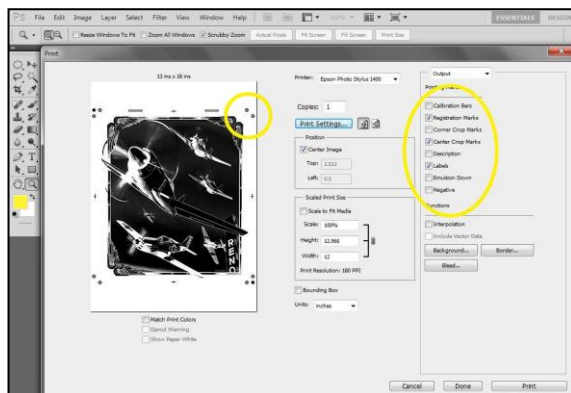 Ps File Edit Image Layer Select Filter View Window Help
ESSENTIALS DESIGN
Resize Windows To Fit Zoom All Windows Scrubby Zoom Actual Pixels Fit Screen Fill Screen Print Size
Print
13 ins x 18 ins
Printer: Epson Photo Stylus 1400
Copies: 1
Print Settings...
Position
Center Image
Top: 2.513
Left: 0.5
Scaled Print Size
Scale to Fit Media
Scale: 100%
Height: 12.966
Width: 12
Print Resolution: 180 PPI
Bounding Box
Units: inches
Match Print Colors
Gamut Warning
Show Paper White
RENO
Output
Calibration Bars
Registration Marks
Corner Crop Marks
Center Crop Marks
Description
Labels
Emulsion Down
Negative
Functions
Interpolation
Include Vector Data
Background... Border...
Bleed...
Cancel Done Print